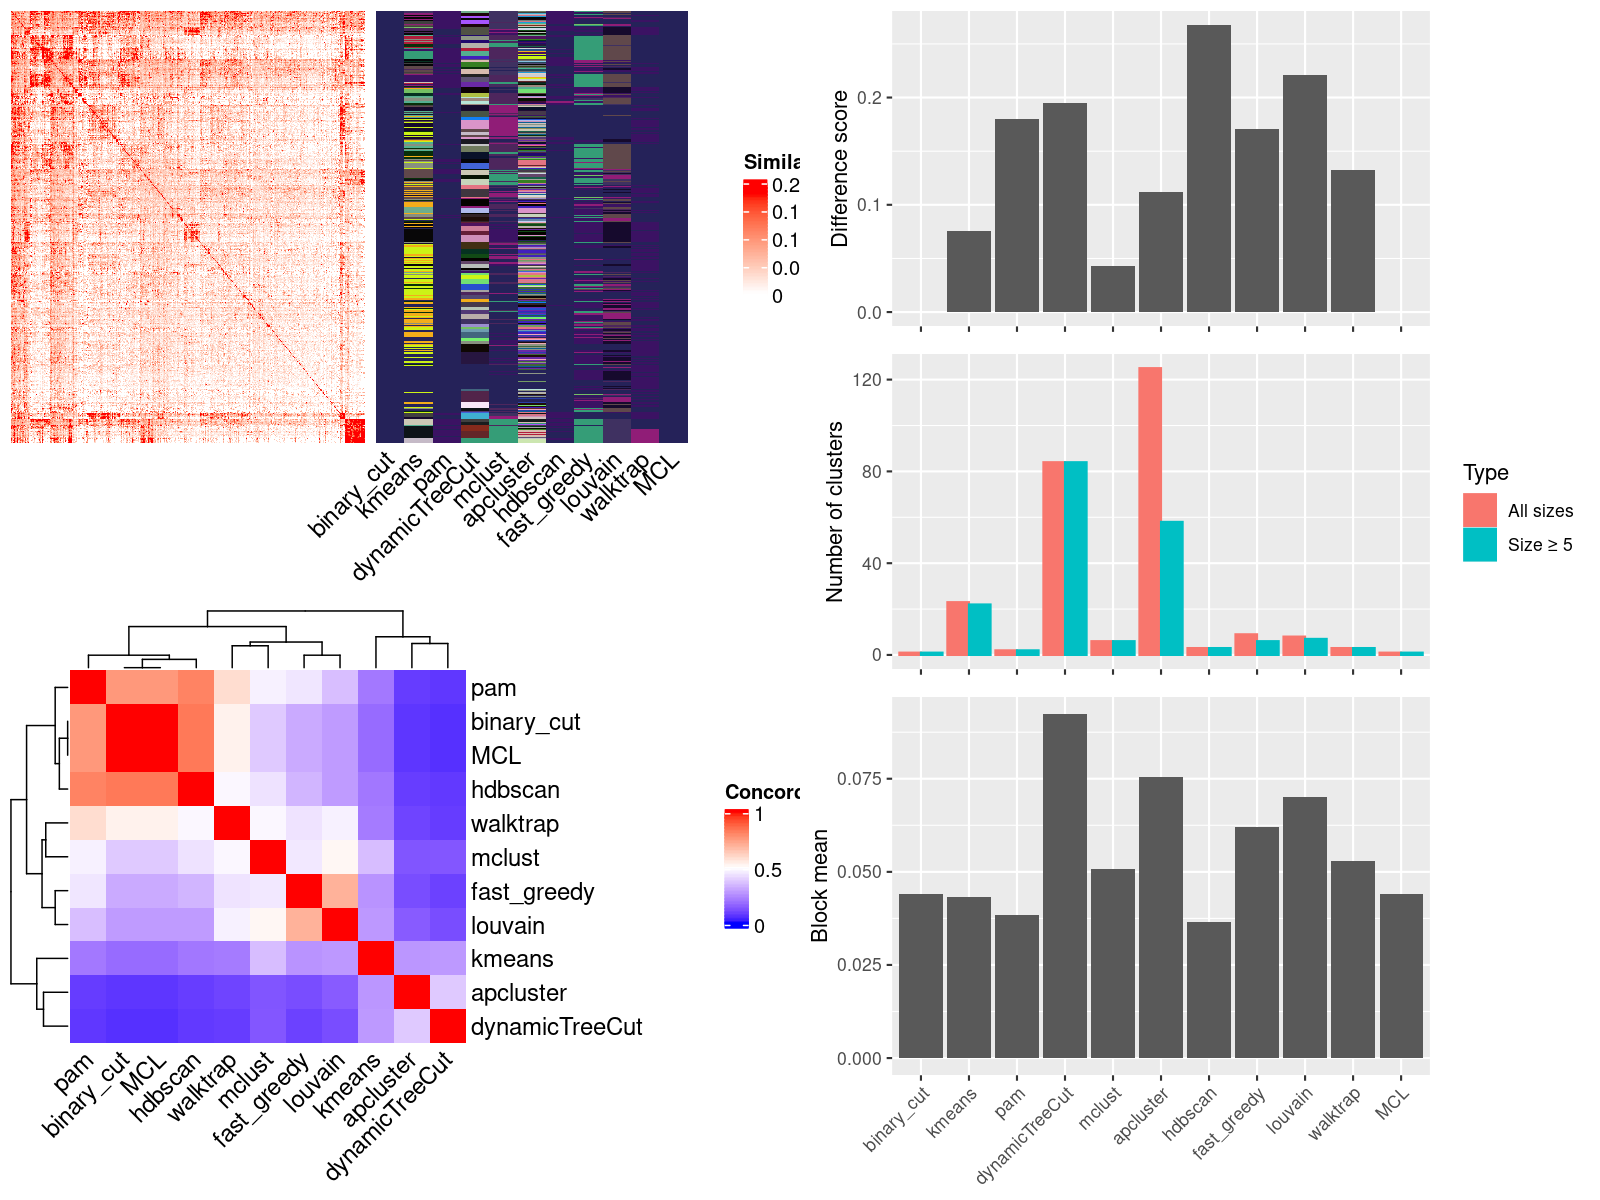 binary_cut
kmeans
pam
dynamicTreeCut
mclust
apcluster
hdbscan
fast_greedy
louvain
walktrap
MCL
Simila
0.2
0.1
0.1
0.0
0
pam
binary_cut
MCL
hdbscan
walktrap
mclust
fast_greedy
louvain
kmeans
apcluster
dynamicTreeCut
pam
binary_cut
MCL
hdbscan
walktrap
mclust
fast_greedy
louvain
kmeans
apcluster
dynamicTreeCut
Concord
1
0.5
0
Difference score
0.2
0.1
0.0
Number of clusters
120
80
40
0
Type
All sizes
Size ≥ 5
Block mean
0.075
0.050
0.025
0.000
binary_cut
kmeans
pam
dynamicTreeCut
mclust
apcluster
hdbscan
fast_greedy
louvain
walktrap
MCL